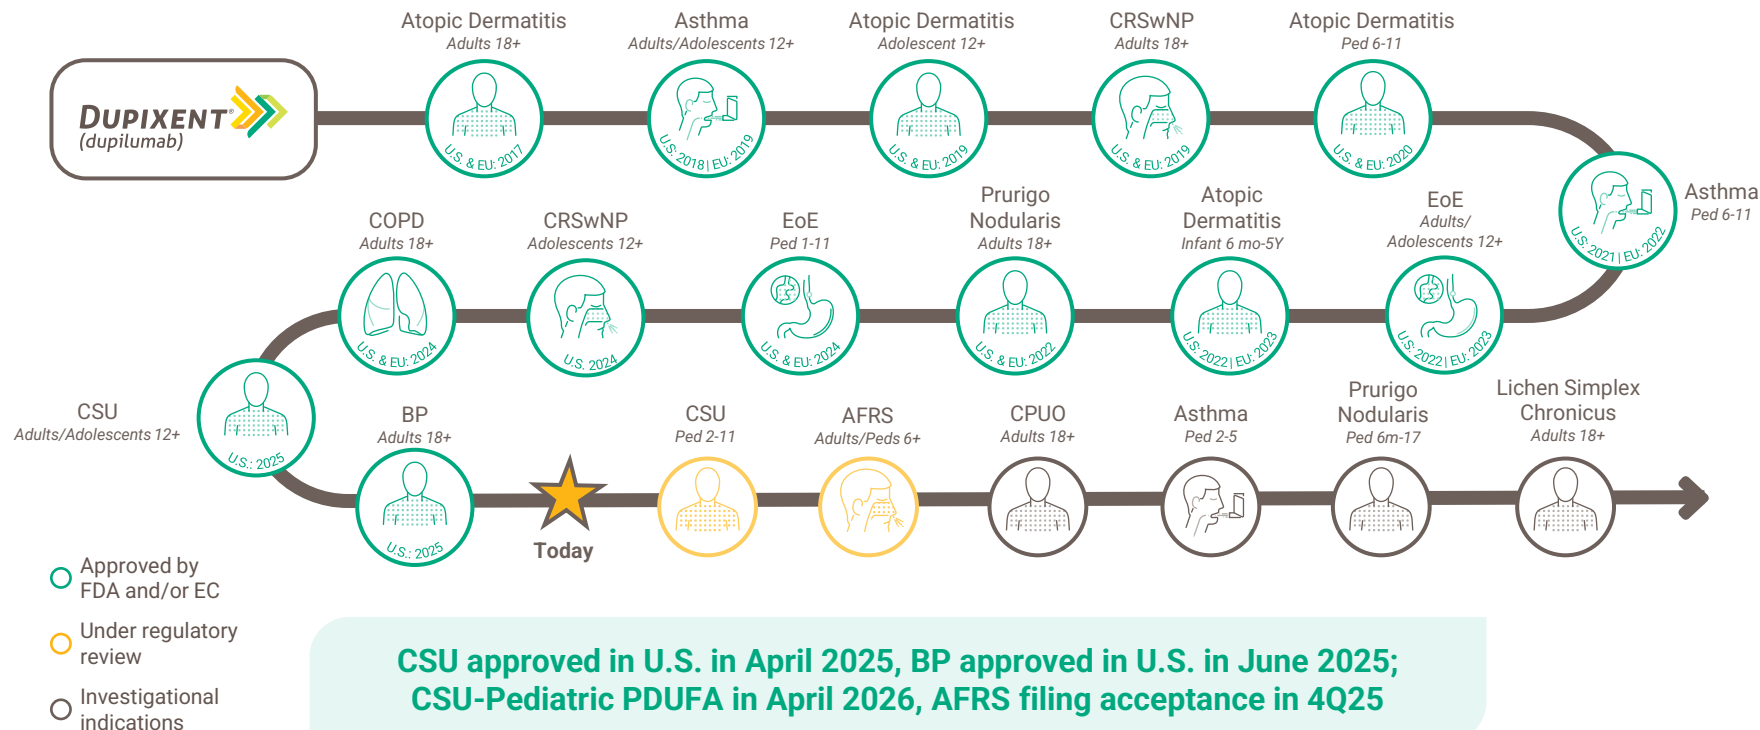 DUPIXENT®
(dupilumab)
Atopic Dermatitis
Adults 18+
U.S. & EU: 2017
Asthma
Adults/Adolescents 12+
U.S: 2018 | EU: 2019
Atopic Dermatitis
Adolescent 12+
U.S. & EU: 2019
CRSwNP
Adults 18+
U.S. & EU: 2019
Atopic Dermatitis
Ped 6-11
U.S. & EU: 2020
Asthma
Ped 6-11
U.S: 2021 | EU: 2022
EoE
Adults/
Adolescents 12+
U.S: 2022 | EU: 2023
Atopic
Dermatitis
Infant 6 mo-5Y
U.S: 2022 | EU: 2023
Prurigo
Nodularis
Adults 18+
U.S. & EU: 2022
EoE
Ped 1-11
U.S. & EU: 2024
CRSwNP
Adolescents 12+
U.S. 2024
COPD
Adults 18+
U.S. & EU: 2024
CSU
Adults/Adolescents 12+
U.S.: 2025
BP
Adults 18+
U.S.: 2025
Today
CSU
Ped 2-11
AFRS
Adults/Peds 6+
CPUO
Adults 18+
Asthma
Ped 2-5
Prurigo
Nodularis
Ped 6m-17
Lichen Simplex
Chronicus
Adults 18+
Approved by
FDA and/or EC
Under regulatory
review
Investigational
indications
CSU approved in U.S. in April 2025, BP approved in U.S. in June 2025;
CSU-Pediatric PDUFA in April 2026, AFRS filing acceptance in 4Q25